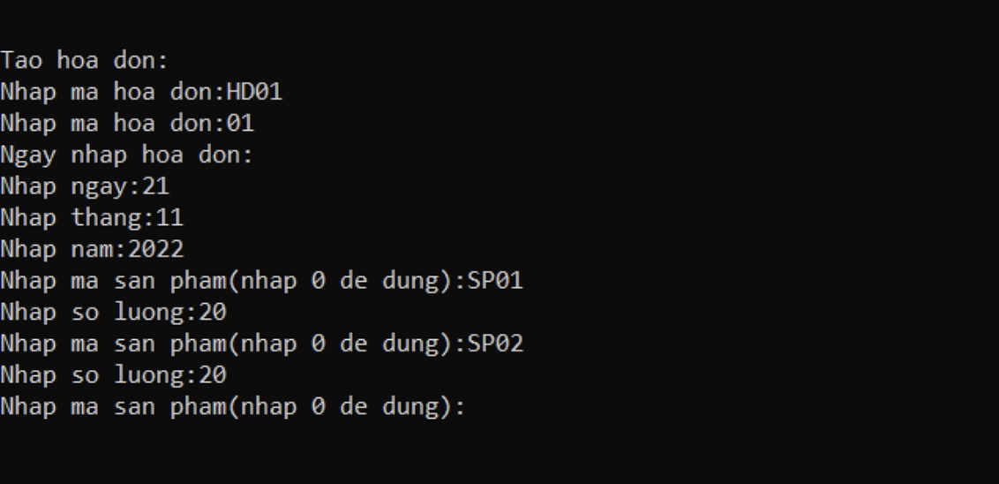 Tao hoa don:
Nhap ma hoa don:HD01
Nhap ma hoa don:01
Ngay nhap hoa don:
Nhap ngay:21
Nhap thang:11
Nhap nam:2022
Nhap ma san pham(nhap 0 de dung):SP01
Nhap so luong:20
Nhap ma san pham(nhap 0 de dung):SP02
Nhap so luong:20
Nhap ma san pham(nhap 0 de dung):